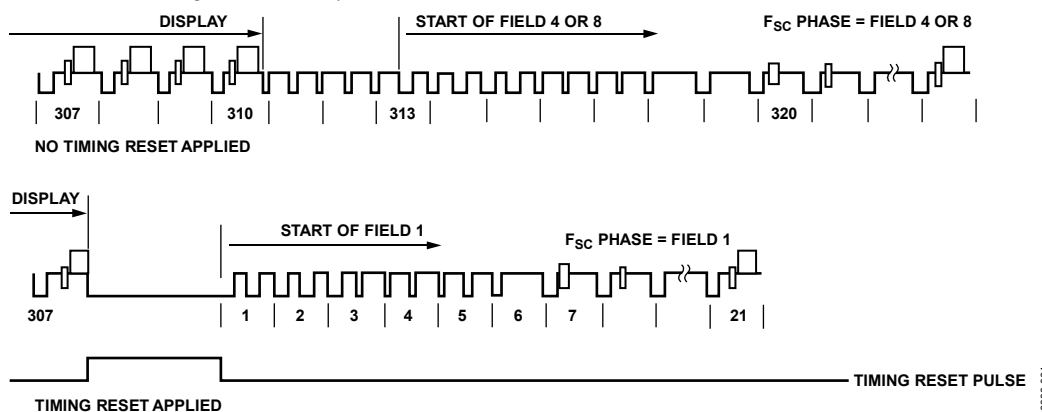 DISPLAY START OF FIELD 4 OR 8 FSC PHASE = FIELD 4 OR 8
307 310 313 320
NO TIMING RESET APPLIED
DISPLAY
START OF FIELD 1 FSC PHASE = FIELD 1
307 1 2 3 4 5 6 7 21
TIMING RESET PULSE
TIMING RESET APPLIED